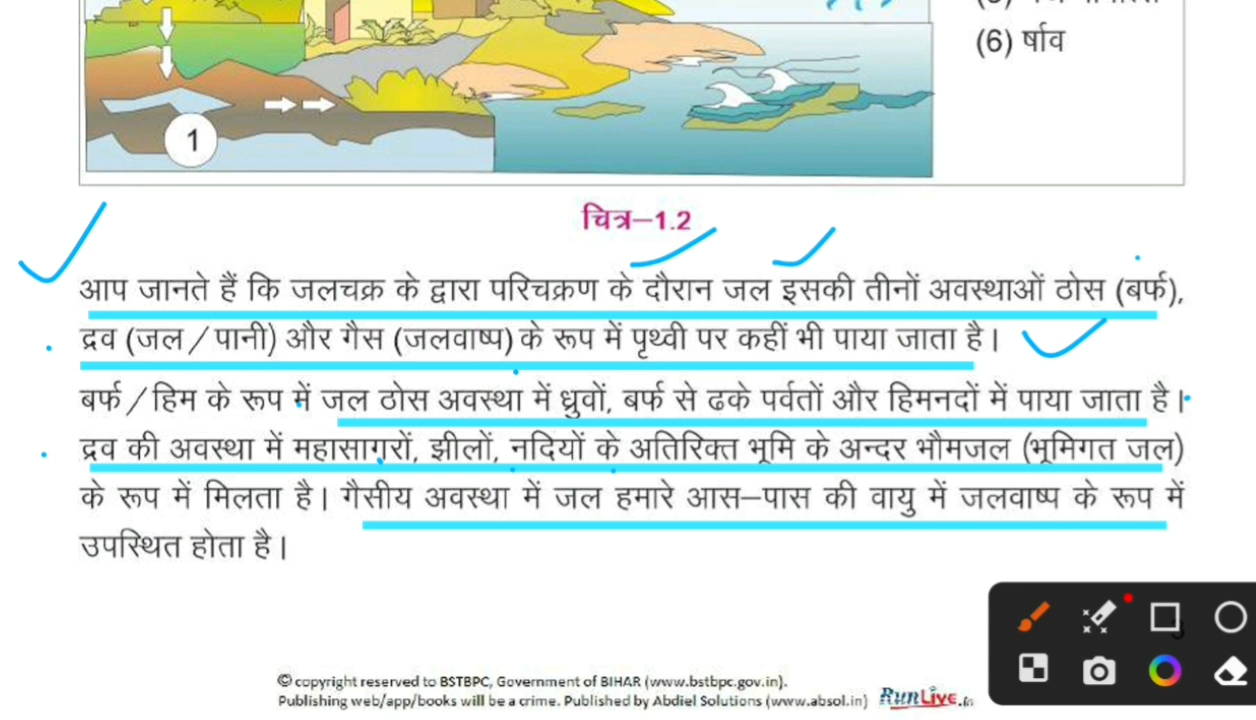 (6) र्षाव
1
चित्र–1.2
आप जानते हैं कि जलचक्र के द्वारा परिचक्रण के दौरान जल इसकी तीनों अवस्थाओं ठोस (बर्फ),
द्रव (जल/पानी) और गैस (जलवाष्प) के रूप में पृथ्वी पर कहीं भी पाया जाता है।
बर्फ/हिम के रूप में जल ठोस अवस्था में ध्रुवों, बर्फ से ढके पर्वतों और हिमनदों में पाया जाता है।
द्रव की अवस्था में महासागरों, झीलों, नदियों के अतिरिक्त भूमि के अन्दर भौमजल (भूमिगत जल)
के रूप में मिलता है। गैसीय अवस्था में जल हमारे आस–पास की वायु में जलवाष्प के रूप में
उपस्थित होता है।
© copyright reserved to BSTBPC, Government of BIHAR (www.bstbpc.gov.in).
Publishing web/app/books will be a crime. Published by Abdiel Solutions (www.absol.in) RunLive.in